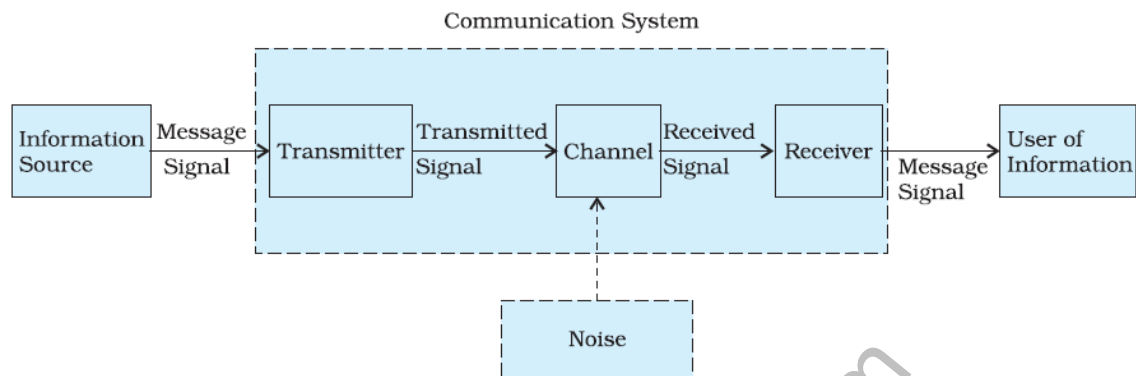 Communication System
Information
Source
Message
Signal
Transmitter
Transmitted
Signal
Channel
Received
Signal
Receiver
Message
Signal
User of
Information
Noise